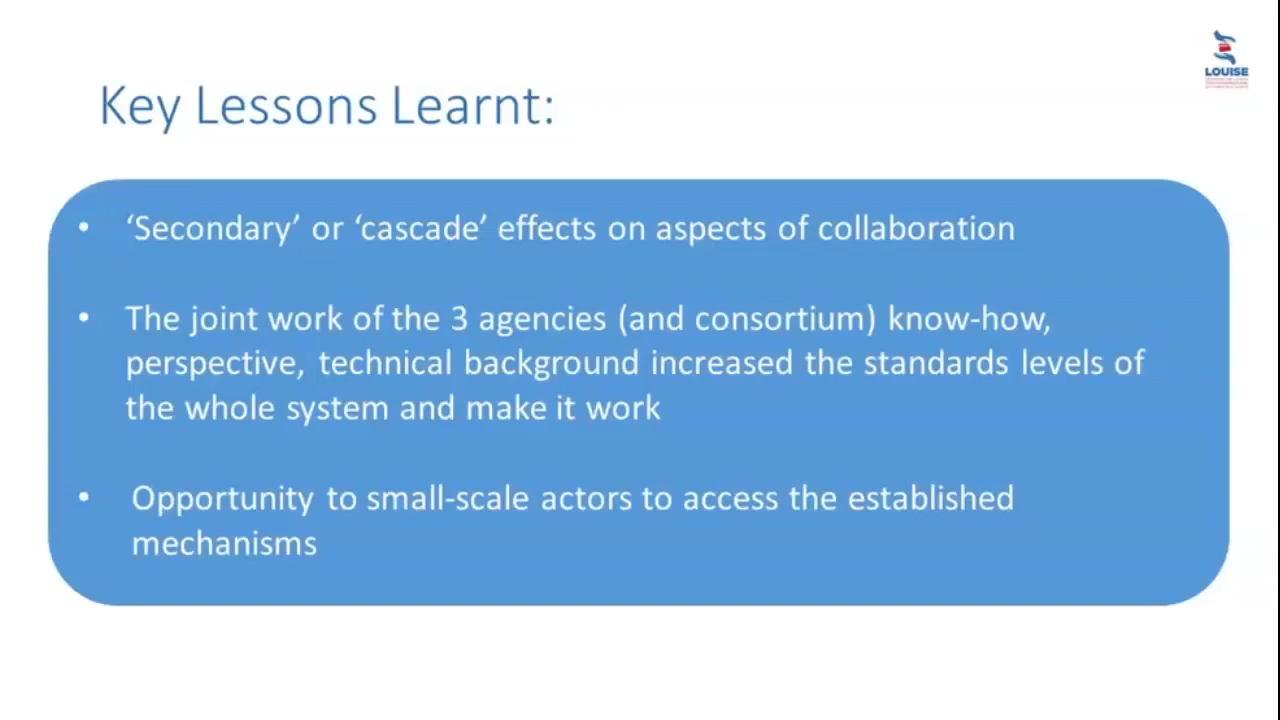 LOUISE
Key Lessons Learnt:
• ‘Secondary’ or ‘cascade’ effects on aspects of collaboration
• The joint work of the 3 agencies (and consortium) know-how,
perspective, technical background increased the standards levels of
the whole system and make it work
• Opportunity to small-scale actors to access the established
mechanisms